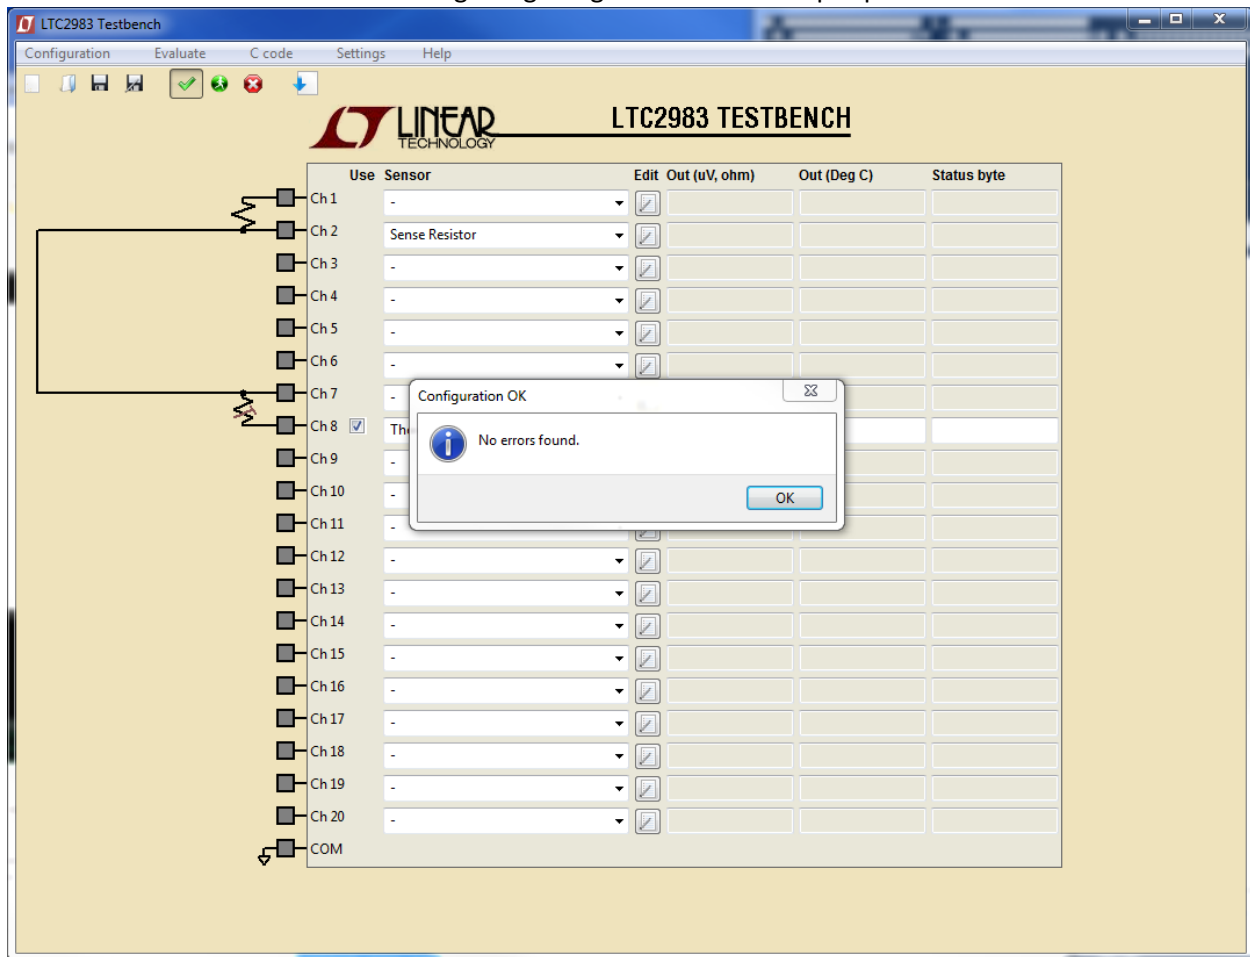 LTC2983 Testbench
Configuration Evaluate C code Settings Help
LINEAR TECHNOLOGY
LTC2983 TESTBENCH
Use Sensor Edit Out (uV, ohm) Out (Deg C) Status byte
Ch 1 -
Ch 2 Sense Resistor
Ch 3 -
Ch 4 -
Ch 5 -
Ch 6 -
Ch 7 -
Ch 8
Ch 9 -
Ch 10 -
Ch 11 -
Ch 12 -
Ch 13 -
Ch 14 -
Ch 15 -
Ch 16 -
Ch 17 -
Ch 18 -
Ch 19 -
Ch 20 -
COM
Configuration OK
No errors found.
OK